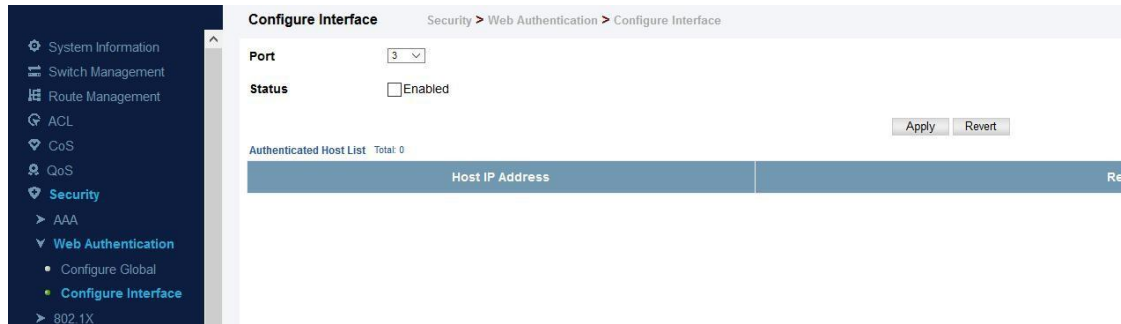 Configure Interface Security > Web Authentication > Configure Interface
System Information
Switch Management
Route Management
ACL
CoS
QoS
Security
AAA
Web Authentication
Configure Global
Configure Interface
802.1X
Port 3
Status Enabled
Apply Revert
Authenticated Host List Total: 0
Host IP Address Re